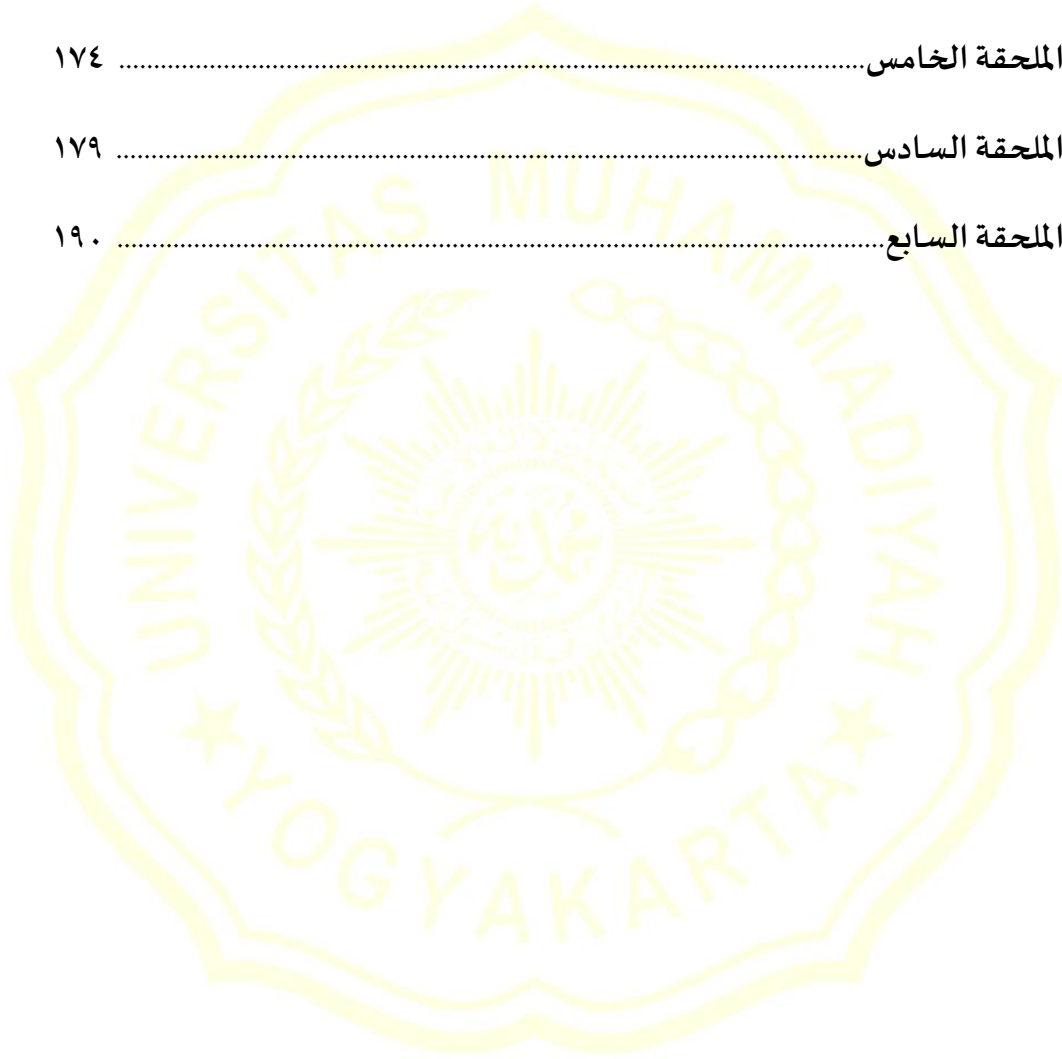 الملحقة الخامس........................................ ١٧٤
الملحقة السادس........................................ ١٧٩
الملحقة السابع........................................ ١٩٠
UNIVERSITAS MUHAMMADIYAH
YOGYAKARTA